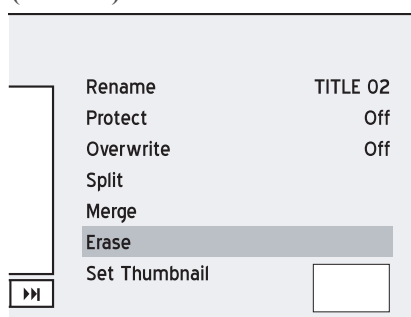 Rename TITLE 02
Protect Off
Overwrite Off
Split
Merge
Erase
Set Thumbnail